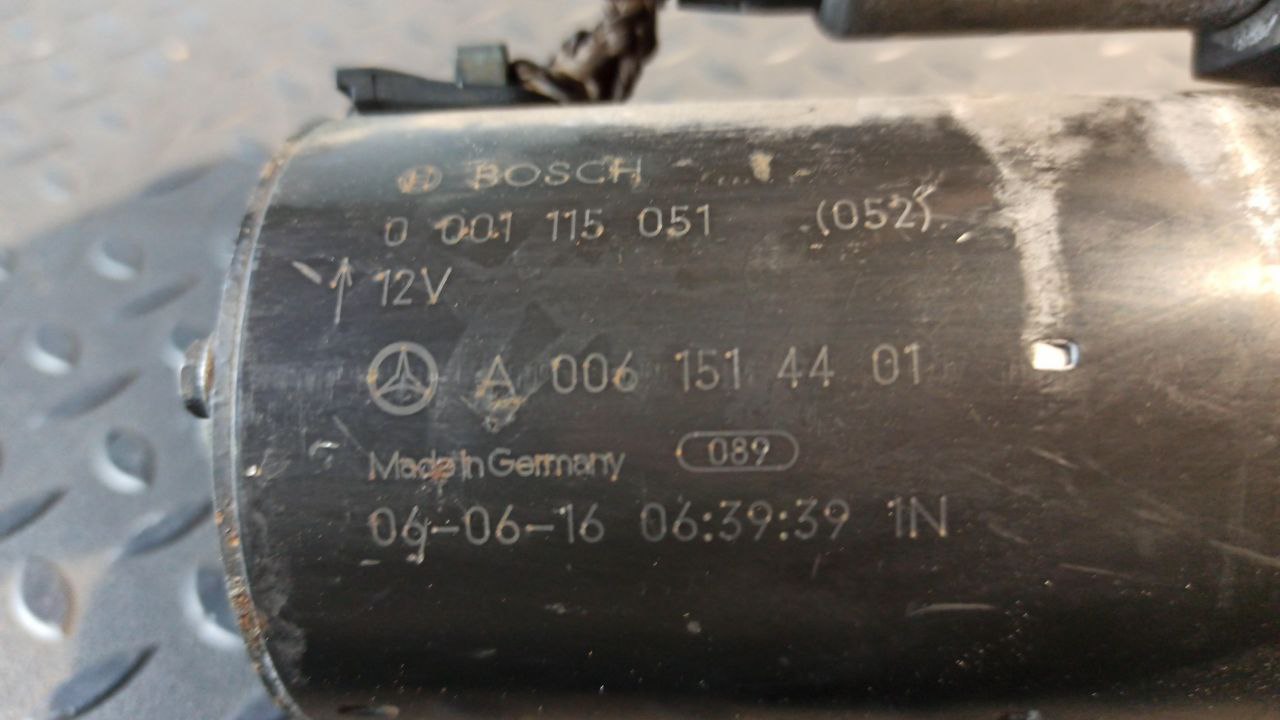 BOSCH
0 001 115 051 (052)
12V
A 006 151 44 01
Made in Germany 089
06-06-16 06:39:39 1N